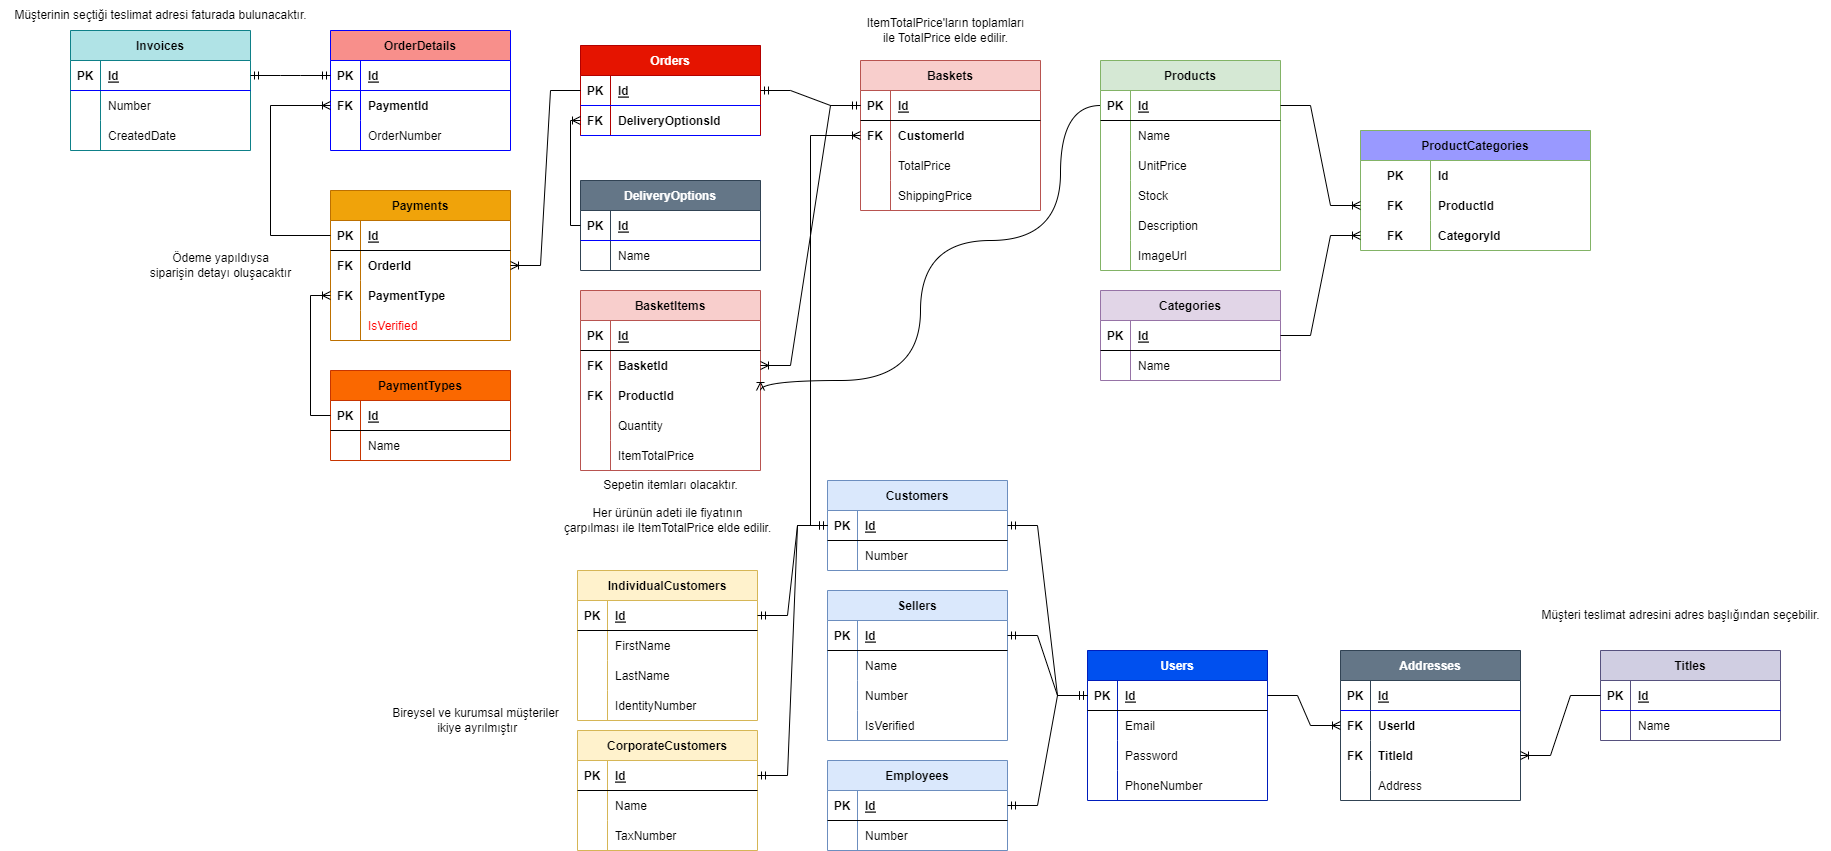 Müşterinin seçtiği teslimat adresi faturada bulunacaktır.
Invoices
PK Id
Number
CreatedDate
OrderDetails
PK Id
FK PaymentId
OrderNumber
Payments
PK Id
FK OrderId
FK PaymentType
IsVerified
Ödeme yapıldıysa
siparişin detayı oluşacaktır
PaymentTypes
PK Id
Name
Orders
PK Id
FK DeliveryOptionsId
DeliveryOptions
PK Id
Name
BasketItems
PK Id
FK BasketId
FK ProductId
Quantity
ItemTotalPrice
Sepetin itemları olacaktır.
Her ürünün adeti ile fiyatının
çarpılması ile ItemTotalPrice elde edilir.
ItemTotalPrice'ların toplamları
ile TotalPrice elde edilir.
Baskets
PK Id
FK CustomerId
TotalPrice
ShippingPrice
Products
PK Id
Name
UnitPrice
Stock
Description
ImageUrl
Categories
PK Id
Name
ProductCategories
PK Id
FK ProductId
FK CategoryId
Customers
PK Id
Number
IndividualCustomers
PK Id
FirstName
LastName
IdentityNumber
Bireysel ve kurumsal müşteriler
ikiye ayrılmıştır
CorporateCustomers
PK Id
Name
TaxNumber
Sellers
PK Id
Name
Number
IsVerified
Employees
PK Id
Number
Users
PK Id
Email
Password
PhoneNumber
Addresses
PK Id
FK UserId
FK TitleId
Address
Müşteri teslimat adresini adres başlığından seçebilir.
Titles
PK Id
Name